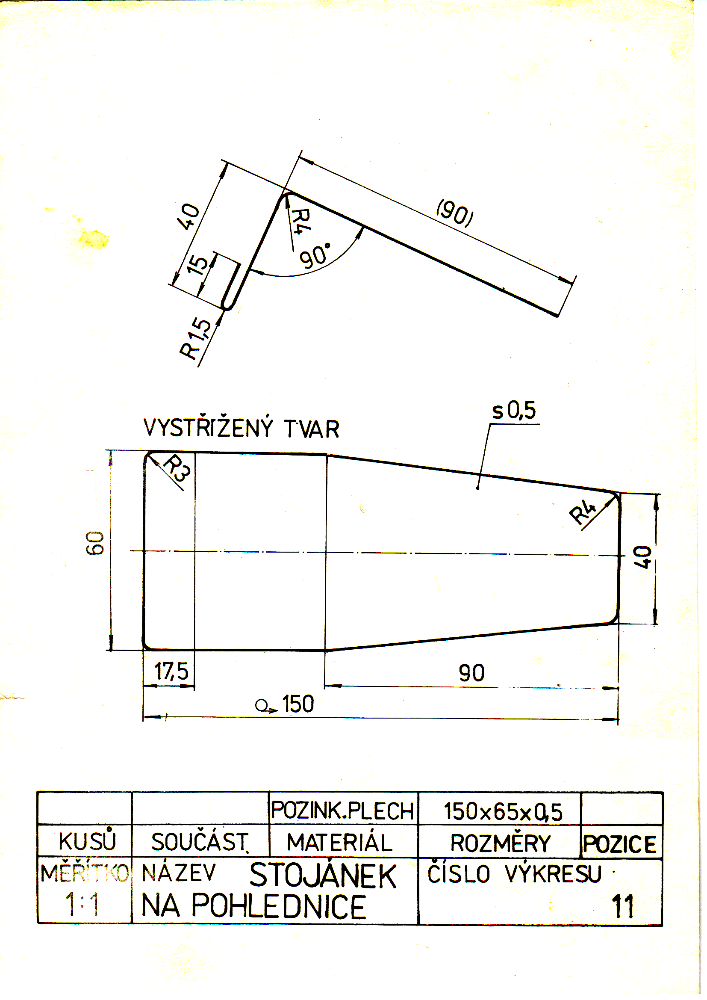 (90)
40
R4
90°
15
R1,5
s 0,5
VYSTŘIŽENÝ TVAR
R3
R4
60
40
17,5
90
150
POZINK.PLECH 150x65x0,5
KUSŮ SOUČÁST. MATERIÁL ROZMĚRY POZICE
MĚŘÍTKO NÁZEV STOJÁNEK ČÍSLO VÝKRESU
1:1 NA POHLEDNICE 11